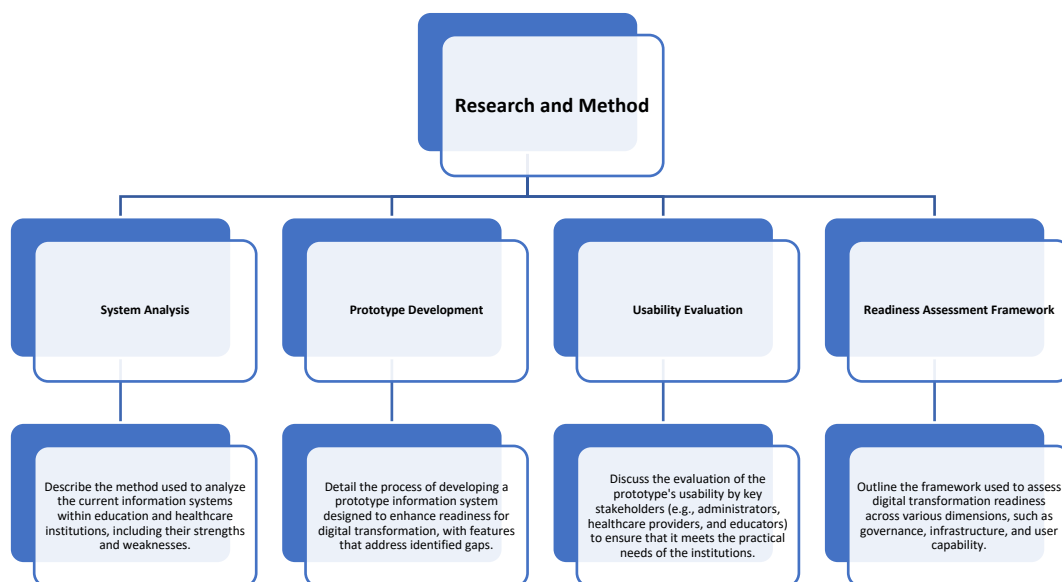 Research and Method
System Analysis
Prototype Development
Usability Evaluation
Readiness Assessment Framework
Describe the method used to analyze
the current information systems
within education and healthcare
institutions, including their strengths
and weaknesses.
Detail the process of developing a
prototype information system
designed to enhance readiness for
digital transformation, with features
that address identified gaps.
Discuss the evaluation of the
prototype's usability by key
stakeholders (e.g., administrators,
healthcare providers, and educators)
to ensure that it meets the practical
needs of the institutions.
Outline the framework used to assess
digital transformation readiness
across various dimensions, such as
governance, infrastructure, and user
capability.